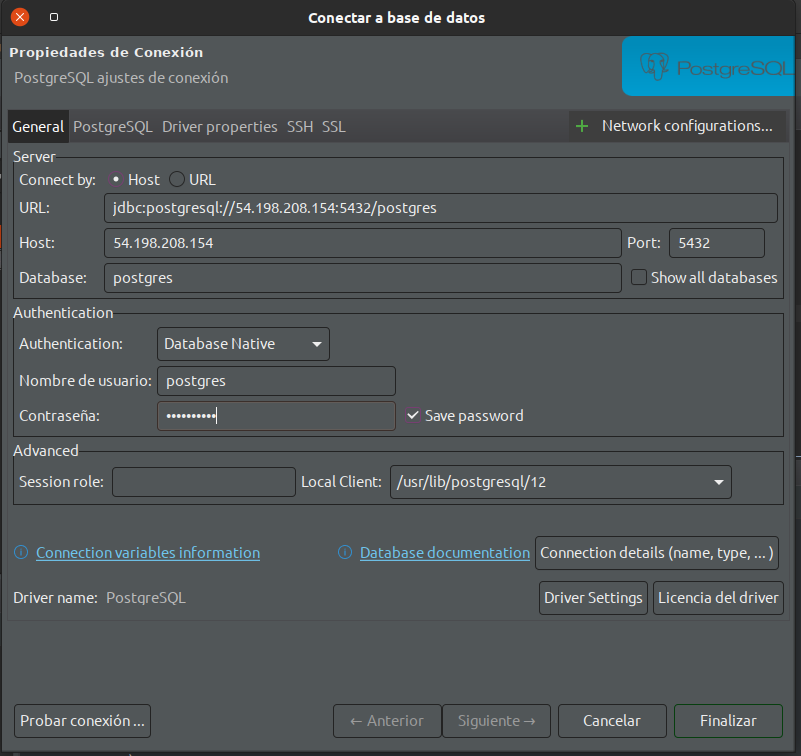 Conectar a base de datos
Propiedades de Conexión
PostgreSQL ajustes de conexión
PostgreSQL
General PostgreSQL Driver properties SSH SSL
Network configurations...
Server
Connect by: Host URL
URL: jdbc:postgresql://54.198.208.154:5432/postgres
Host: 54.198.208.154 Port: 5432
Database: postgres Show all databases
Authentication
Authentication: Database Native
Nombre de usuario: postgres
Contraseña: •••••••••• Save password
Advanced
Session role: Local Client: /usr/lib/postgresql/12
Connection variables information Database documentation Connection details (name, type, ... )
Driver name: PostgreSQL Driver Settings Licencia del driver
Probar conexión ... ← Anterior Siguiente → Cancelar Finalizar